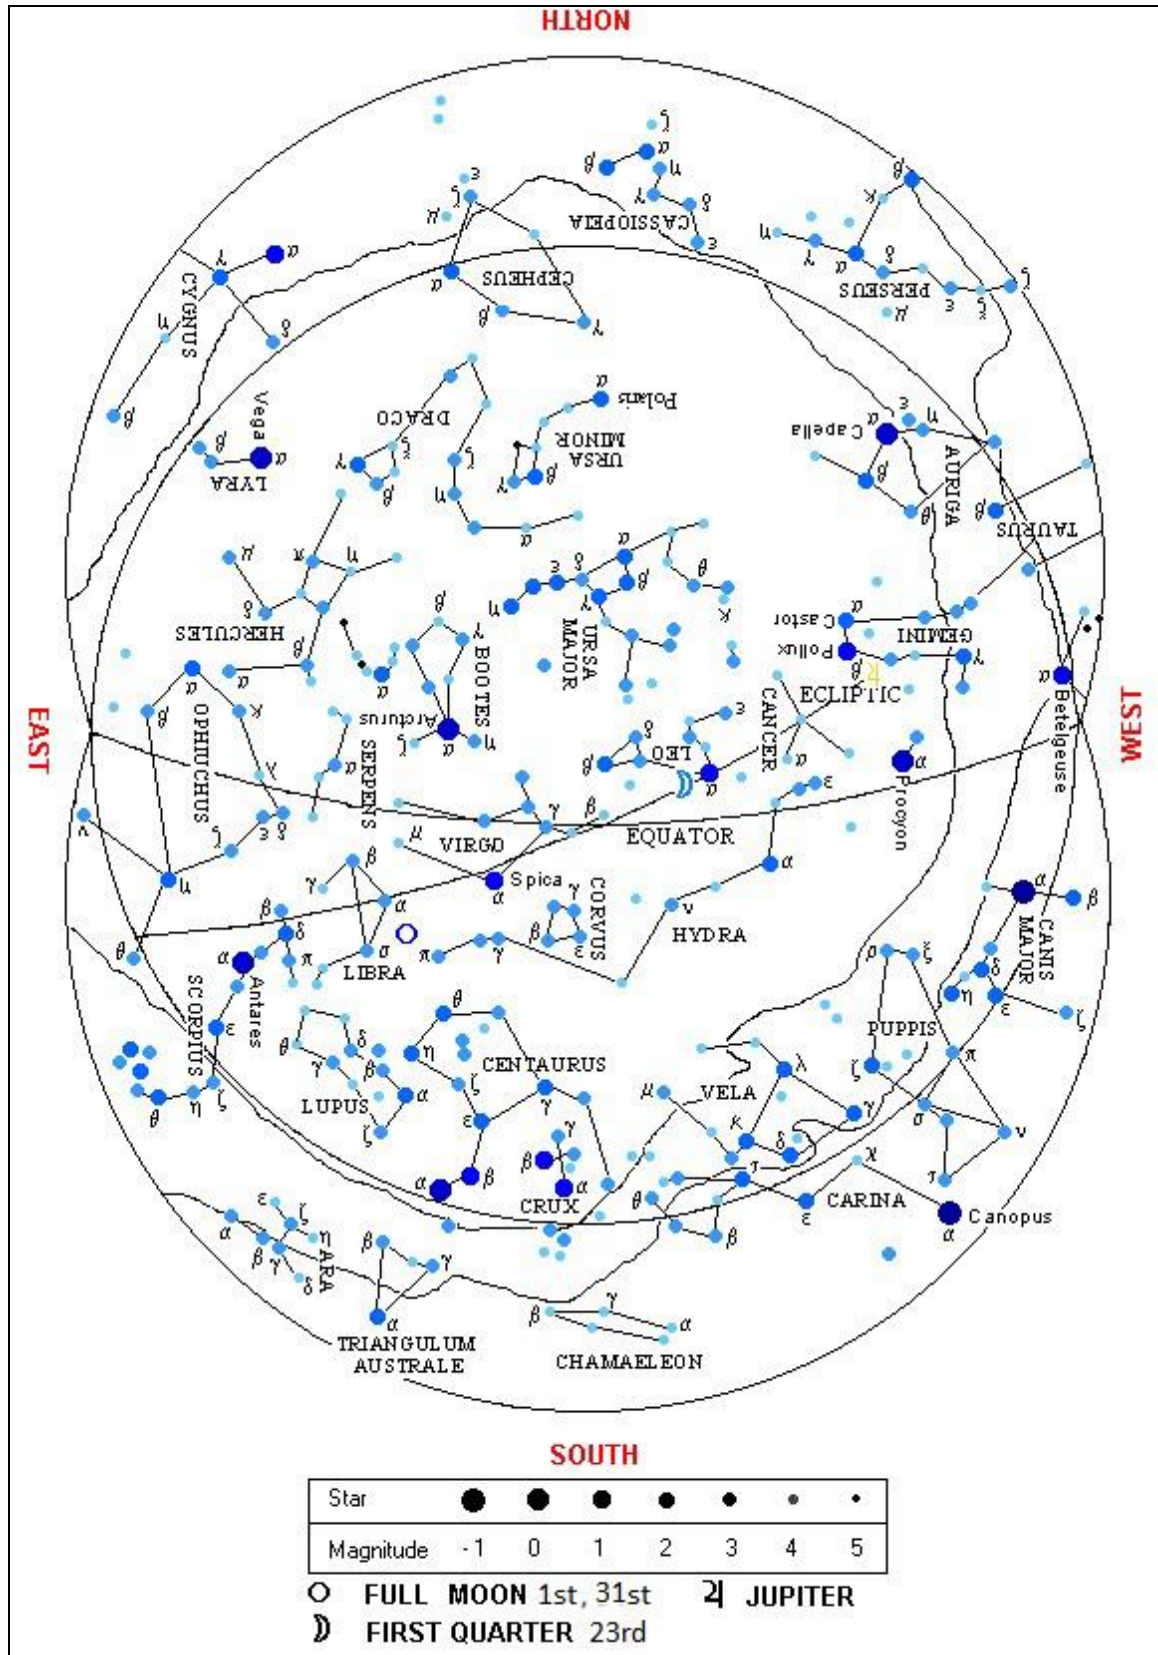 NORTH
ζ
α
β
η
γ
δ
CASSIOPEIA
ε
ε
ζ
μ
CEPHEUS
α
β
γ
β
κ
η
γ
α
δ
PERSEUS
ε
ξ
ζ
μ
α
γ
CYGNUS
η
δ
β
Vega
β
α
LYRA
DRACO
ξ
γ
β
ζ
η
α
Polaris
URSA
MINOR
γ
β
ε
η
α
Capella
β
θ
AURIGA
β
TAURUS
μ
π
η
δ
HERCULES
β
α
β
γ
BOOTES
Arcturus
ζ
α
η
α
δ
ε
η
β
γ
URSA
MAJOR
θ
κ
α
Castor
Pollux
β
GEMINI
γ
ECLIPTIC
CANCER
α
α
Betelgeuse
EAST
WEST
α
β
OPHIUCHUS
κ
λ
ν
ζ
ε
δ
η
θ
SERPENS
α
δ
ε
LEO
β
α
α
Procyon
ε
μ
VIRGO
γ
β
EQUATOR
Spica
α
α
β
γ
α
σ
LIBRA
β
δ
π
α
Antares
SCORPIUS
ε
ζ
η
θ
γ
CORVUS
β
ε
π
γ
HYDRA
ν
α
β
CANIS
MAJOR
δ
η
ε
ζ
ρ
ξ
PUPPIS
ζ
π
σ
ν
τ
θ
CENTAURUS
η
ζ
ε
γ
α
β
θ
δ
γ
β
LUPUS
α
ζ
μ
VELA
λ
κ
δ
γ
γ
β
α
CRUX
τ
χ
θ
CARINA
ε
β
Canopus
α
ε
α
ζ
β
γ
η
δ
ARA
β
γ
α
TRIANGULUM
AUSTRALE
β
γ
α
CHAMAELEON
SOUTH
Star
Magnitude -1 0 1 2 3 4 5
FULL MOON 1st, 31st JUPITER
FIRST QUARTER 23rd